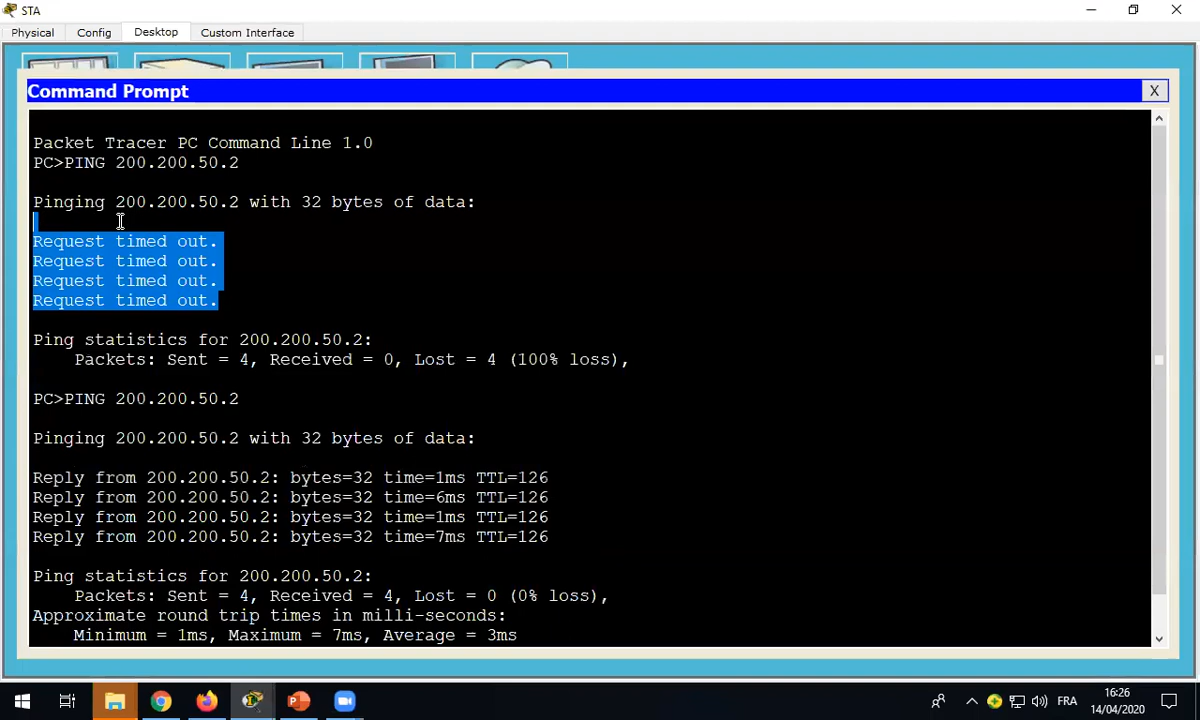 STA
Physical Config Desktop Custom Interface
Command Prompt
X
Packet Tracer PC Command Line 1.0
PC>PING 200.200.50.2
Pinging 200.200.50.2 with 32 bytes of data:
Request timed out.
Request timed out.
Request timed out.
Request timed out.
Ping statistics for 200.200.50.2:
Packets: Sent = 4, Received = 0, Lost = 4 (100% loss),
PC>PING 200.200.50.2
Pinging 200.200.50.2 with 32 bytes of data:
Reply from 200.200.50.2: bytes=32 time=1ms TTL=126
Reply from 200.200.50.2: bytes=32 time=6ms TTL=126
Reply from 200.200.50.2: bytes=32 time=1ms TTL=126
Reply from 200.200.50.2: bytes=32 time=7ms TTL=126
Ping statistics for 200.200.50.2:
Packets: Sent = 4, Received = 4, Lost = 0 (0% loss),
Approximate round trip times in milli-seconds:
Minimum = 1ms, Maximum = 7ms, Average = 3ms
FRA
16:26
14/04/2020